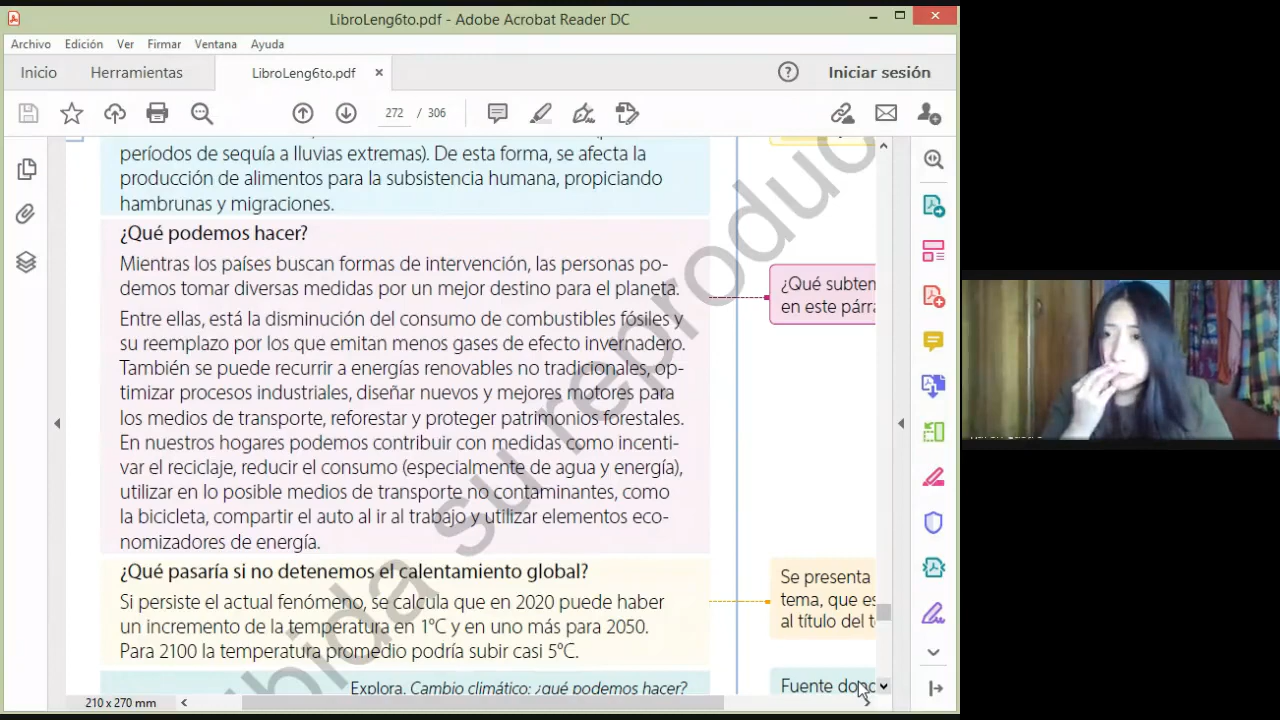 LibroLeng6to.pdf - Adobe Acrobat Reader DC
Archivo Edición Ver Firmar Ventana Ayuda
Inicio Herramientas LibroLeng6to.pdf × Iniciar sesión
272 / 306
períodos de sequía a lluvias extremas). De esta forma, se afecta la
producción de alimentos para la subsistencia humana, propiciando
hambrunas y migraciones.
¿Qué podemos hacer?
Mientras los países buscan formas de intervención, las personas po-
demos tomar diversas medidas por un mejor destino para el planeta.
Entre ellas, está la disminución del consumo de combustibles fósiles y
su reemplazo por los que emitan menos gases de efecto invernadero.
También se puede recurrir a energías renovables no tradicionales, op-
timizar procesos industriales, diseñar nuevos y mejores motores para
los medios de transporte, reforestar y proteger patrimonios forestales.
En nuestros hogares podemos contribuir con medidas como incenti-
var el reciclaje, reducir el consumo (especialmente de agua y energía),
utilizar en lo posible medios de transporte no contaminantes, como
la bicicleta, compartir el auto al ir al trabajo y utilizar elementos eco-
nomizadores de energía.
¿Qué pasaría si no detenemos el calentamiento global?
Si persiste el actual fenómeno, se calcula que en 2020 puede haber
un incremento de la temperatura en 1°C y en uno más para 2050.
Para 2100 la temperatura promedio podría subir casi 5°C.
Explora. Cambio climático: ¿qué podemos hacer?
¿Qué subtem
en este párra
Se presenta
tema, que es
al título del t
Fuente dond
bida su reproduc
210 x 270 mm